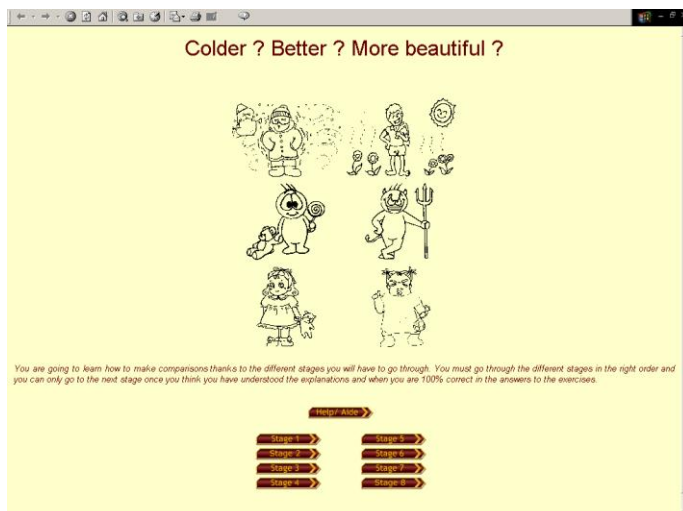 Colder ? Better ? More beautiful ?
You are going to learn how to make comparisons thanks to the different stages you will have to go through. You must go through the different stages in the right order and
you can only go to the next stage once you think you have understood the explanations and when you are 100% correct in the answers to the exercises.
Help/ Aide
Stage 1
Stage 2
Stage 3
Stage 4
Stage 5
Stage 6
Stage 7
Stage 8